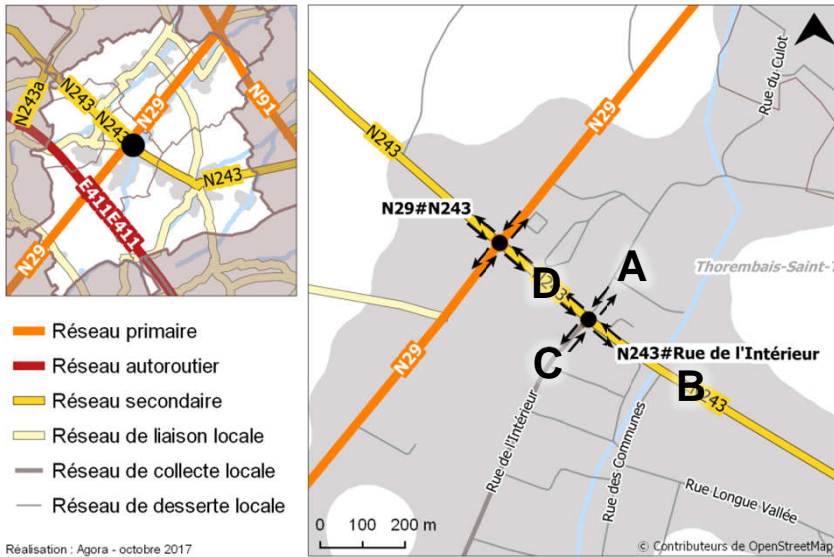 N243a
N243
N243
N29
N91
N243
E411E411
N29
Réseau primaire
Réseau autoroutier
Réseau secondaire
Réseau de liaison locale
Réseau de collecte locale
Réseau de desserte locale
Réalisation : Agora - octobre 2017
N243
N29
Rue du Culot
N29#N243
A
Thorembais-Saint-T
D
N243
C
N243#Rue de l'Intérieur
B
N243
N29
Rue de l'Intérieur
Rue des Communes
Rue Longue Vallée
0 100 200 m
© Contributeurs de OpenStreetMap